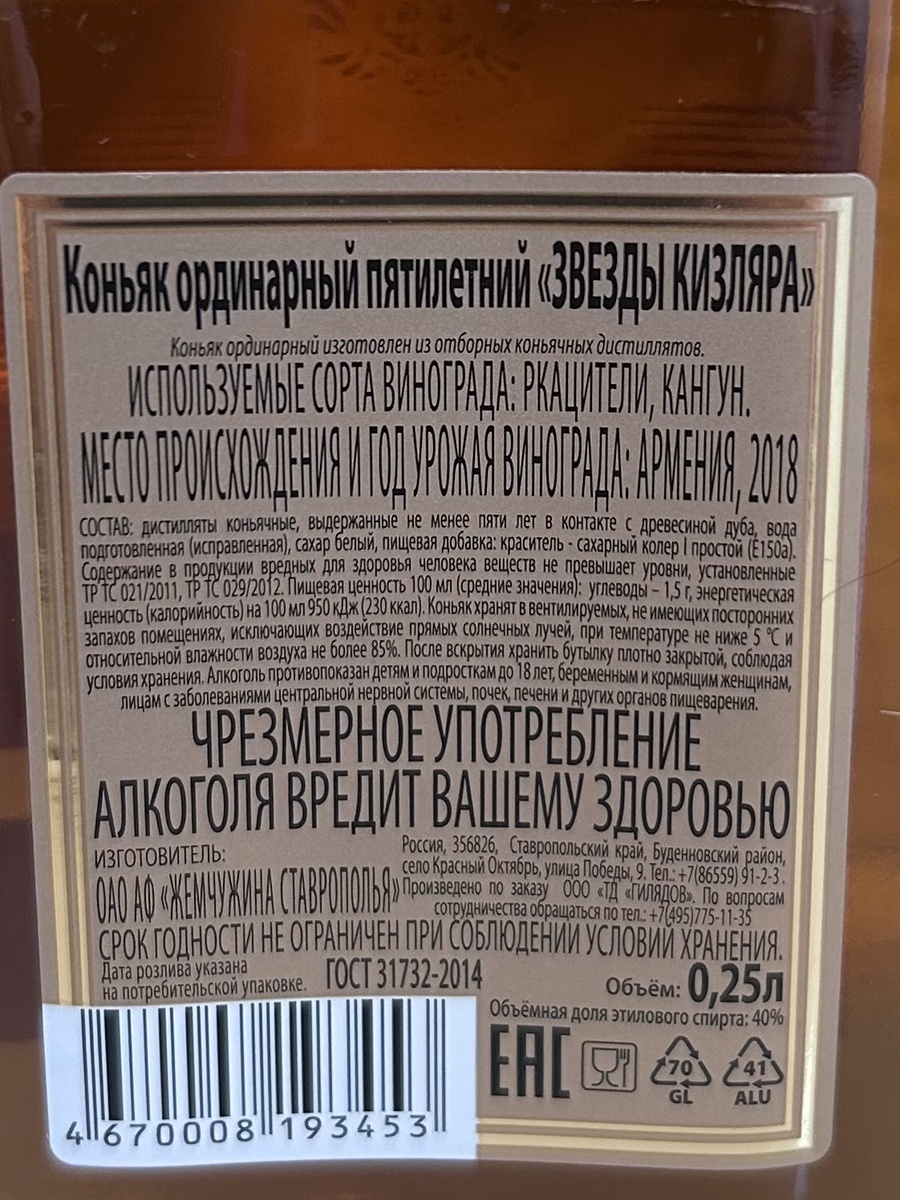 Коньяк ординарный пятилетний «ЗВЕЗДЫ КИЗЛЯРА»
Коньяк ординарный изготовлен из отборных коньячных дистиллятов.
ИСПОЛЬЗУЕМЫЕ СОРТА ВИНОГРАДА: РКАЦИТЕЛИ, КАНГУН.
МЕСТО ПРОИСХОЖДЕНИЯ И ГОД УРОЖАЯ ВИНОГРАДА: АРМЕНИЯ, 2018
СОСТАВ: дистилляты коньячные, выдержанные не менее пяти лет в контакте с древесиной дуба, вода
подготовленная (исправленная), сахар белый, пищевая добавка: краситель - сахарный колер I простой (Е150а).
Содержание в продукции вредных для здоровья человека веществ не превышает уровни, установленные
ТР ТС 021/2011, ТР ТС 029/2012. Пищевая ценность 100 мл (средние значения): углеводы – 1,5 г, энергетическая
ценность (калорийность) на 100 мл 950 кДж (230 ккал). Коньяк хранят в вентилируемых, не имеющих посторонних
запахов помещениях, исключающих воздействие прямых солнечных лучей, при температуре не ниже 5 °С и
относительной влажности воздуха не более 85%. После вскрытия хранить бутылку плотно закрытой, соблюдая
условия хранения. Алкоголь противопоказан детям и подросткам до 18 лет, беременным и кормящим женщинам,
лицам с заболеваниями центральной нервной системы, почек, печени и других органов пищеварения.
ЧРЕЗМЕРНОЕ УПОТРЕБЛЕНИЕ
АЛКОГОЛЯ ВРЕДИТ ВАШЕМУ ЗДОРОВЬЮ
ИЗГОТОВИТЕЛЬ:
ОАО АФ «ЖЕМЧУЖИНА СТАВРОПОЛЬЯ»
Россия, 356826, Ставропольский край, Буденновский район,
село Красный Октябрь, улица Победы, 9. Тел.: +7(86559) 91-2-3.
Произведено по заказу ООО «ТД «ГИЛЯДОВ». По вопросам
сотрудничества обращаться по тел.: +7(495)775-11-35
СРОК ГОДНОСТИ НЕ ОГРАНИЧЕН ПРИ СОБЛЮДЕНИИ УСЛОВИЙ ХРАНЕНИЯ.
Дата розлива указана
на потребительской упаковке.
ГОСТ 31732-2014
Объём: 0,25л
Объёмная доля этилового спирта: 40%
EAC
70
GL
41
ALU
4 670008 193453